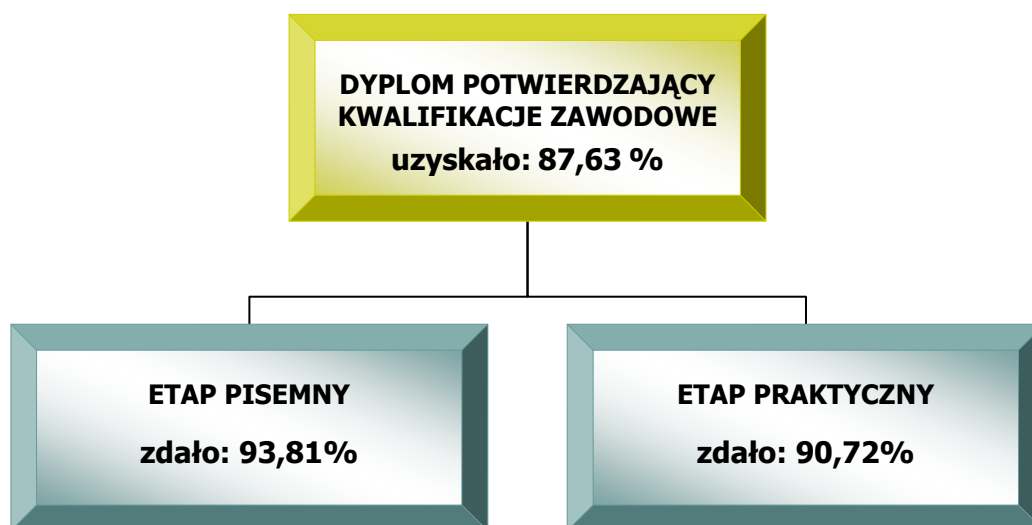 DYPLOM POTWIERDZAJĄCY
KWALIFIKACJE ZAWODOWE
uzyskało: 87,63 %
ETAP PISEMNY
zdało: 93,81%
ETAP PRAKTYCZNY
zdało: 90,72%